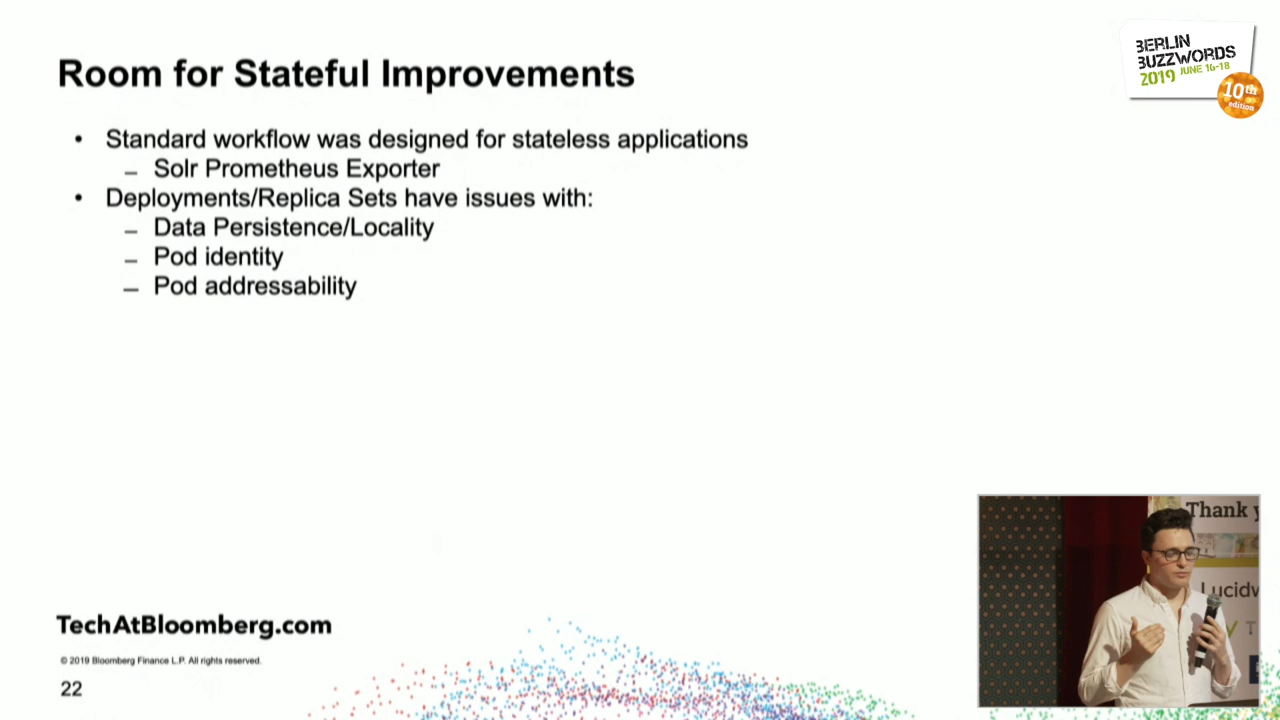 Room for Stateful Improvements
BERLIN
BUZZWORDS
2019 JUNE 16-18
10th
edition
• Standard workflow was designed for stateless applications
– Solr Prometheus Exporter
• Deployments/Replica Sets have issues with:
– Data Persistence/Locality
– Pod identity
– Pod addressability
Thank
TechAtBloomberg.com
© 2019 Bloomberg Finance L.P. All rights reserved.
22